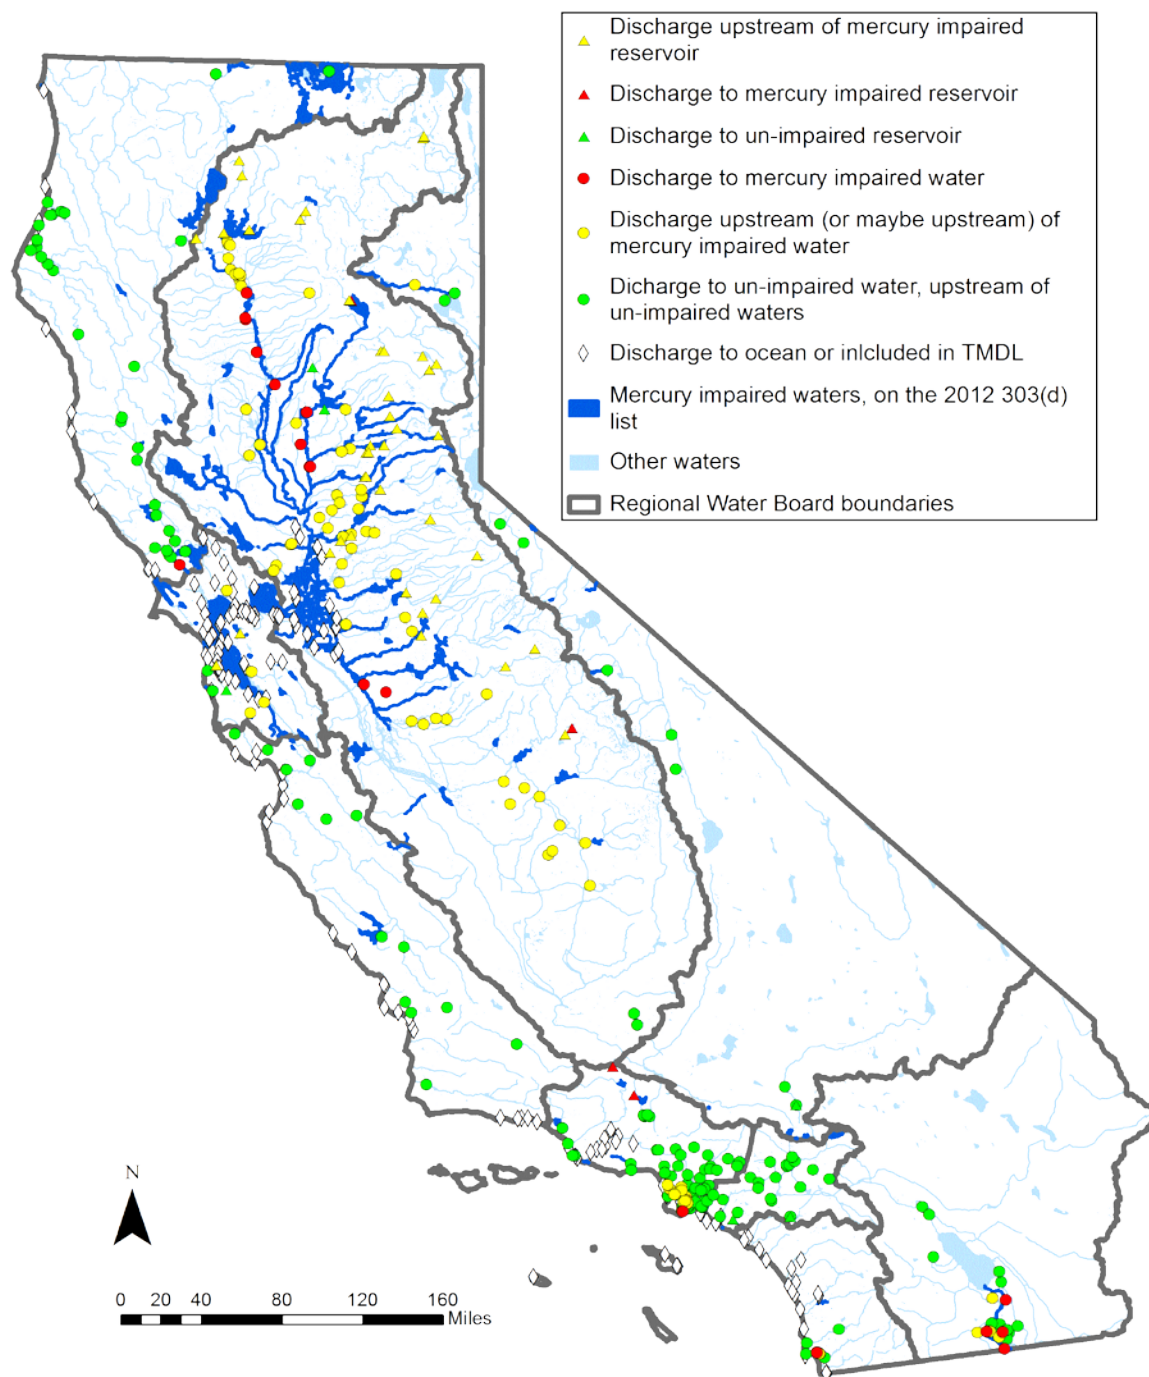 Discharge upstream of mercury impaired
reservoir
Discharge to mercury impaired reservoir
Discharge to un-impaired reservoir
Discharge to mercury impaired water
Discharge upstream (or maybe upstream) of
mercury impaired water
Dicharge to un-impaired water, upstream of
un-impaired waters
Discharge to ocean or inlcluded in TMDL
Mercury impaired waters, on the 2012 303(d)
list
Other waters
Regional Water Board boundaries
N
0 20 40 80 120 160
Miles